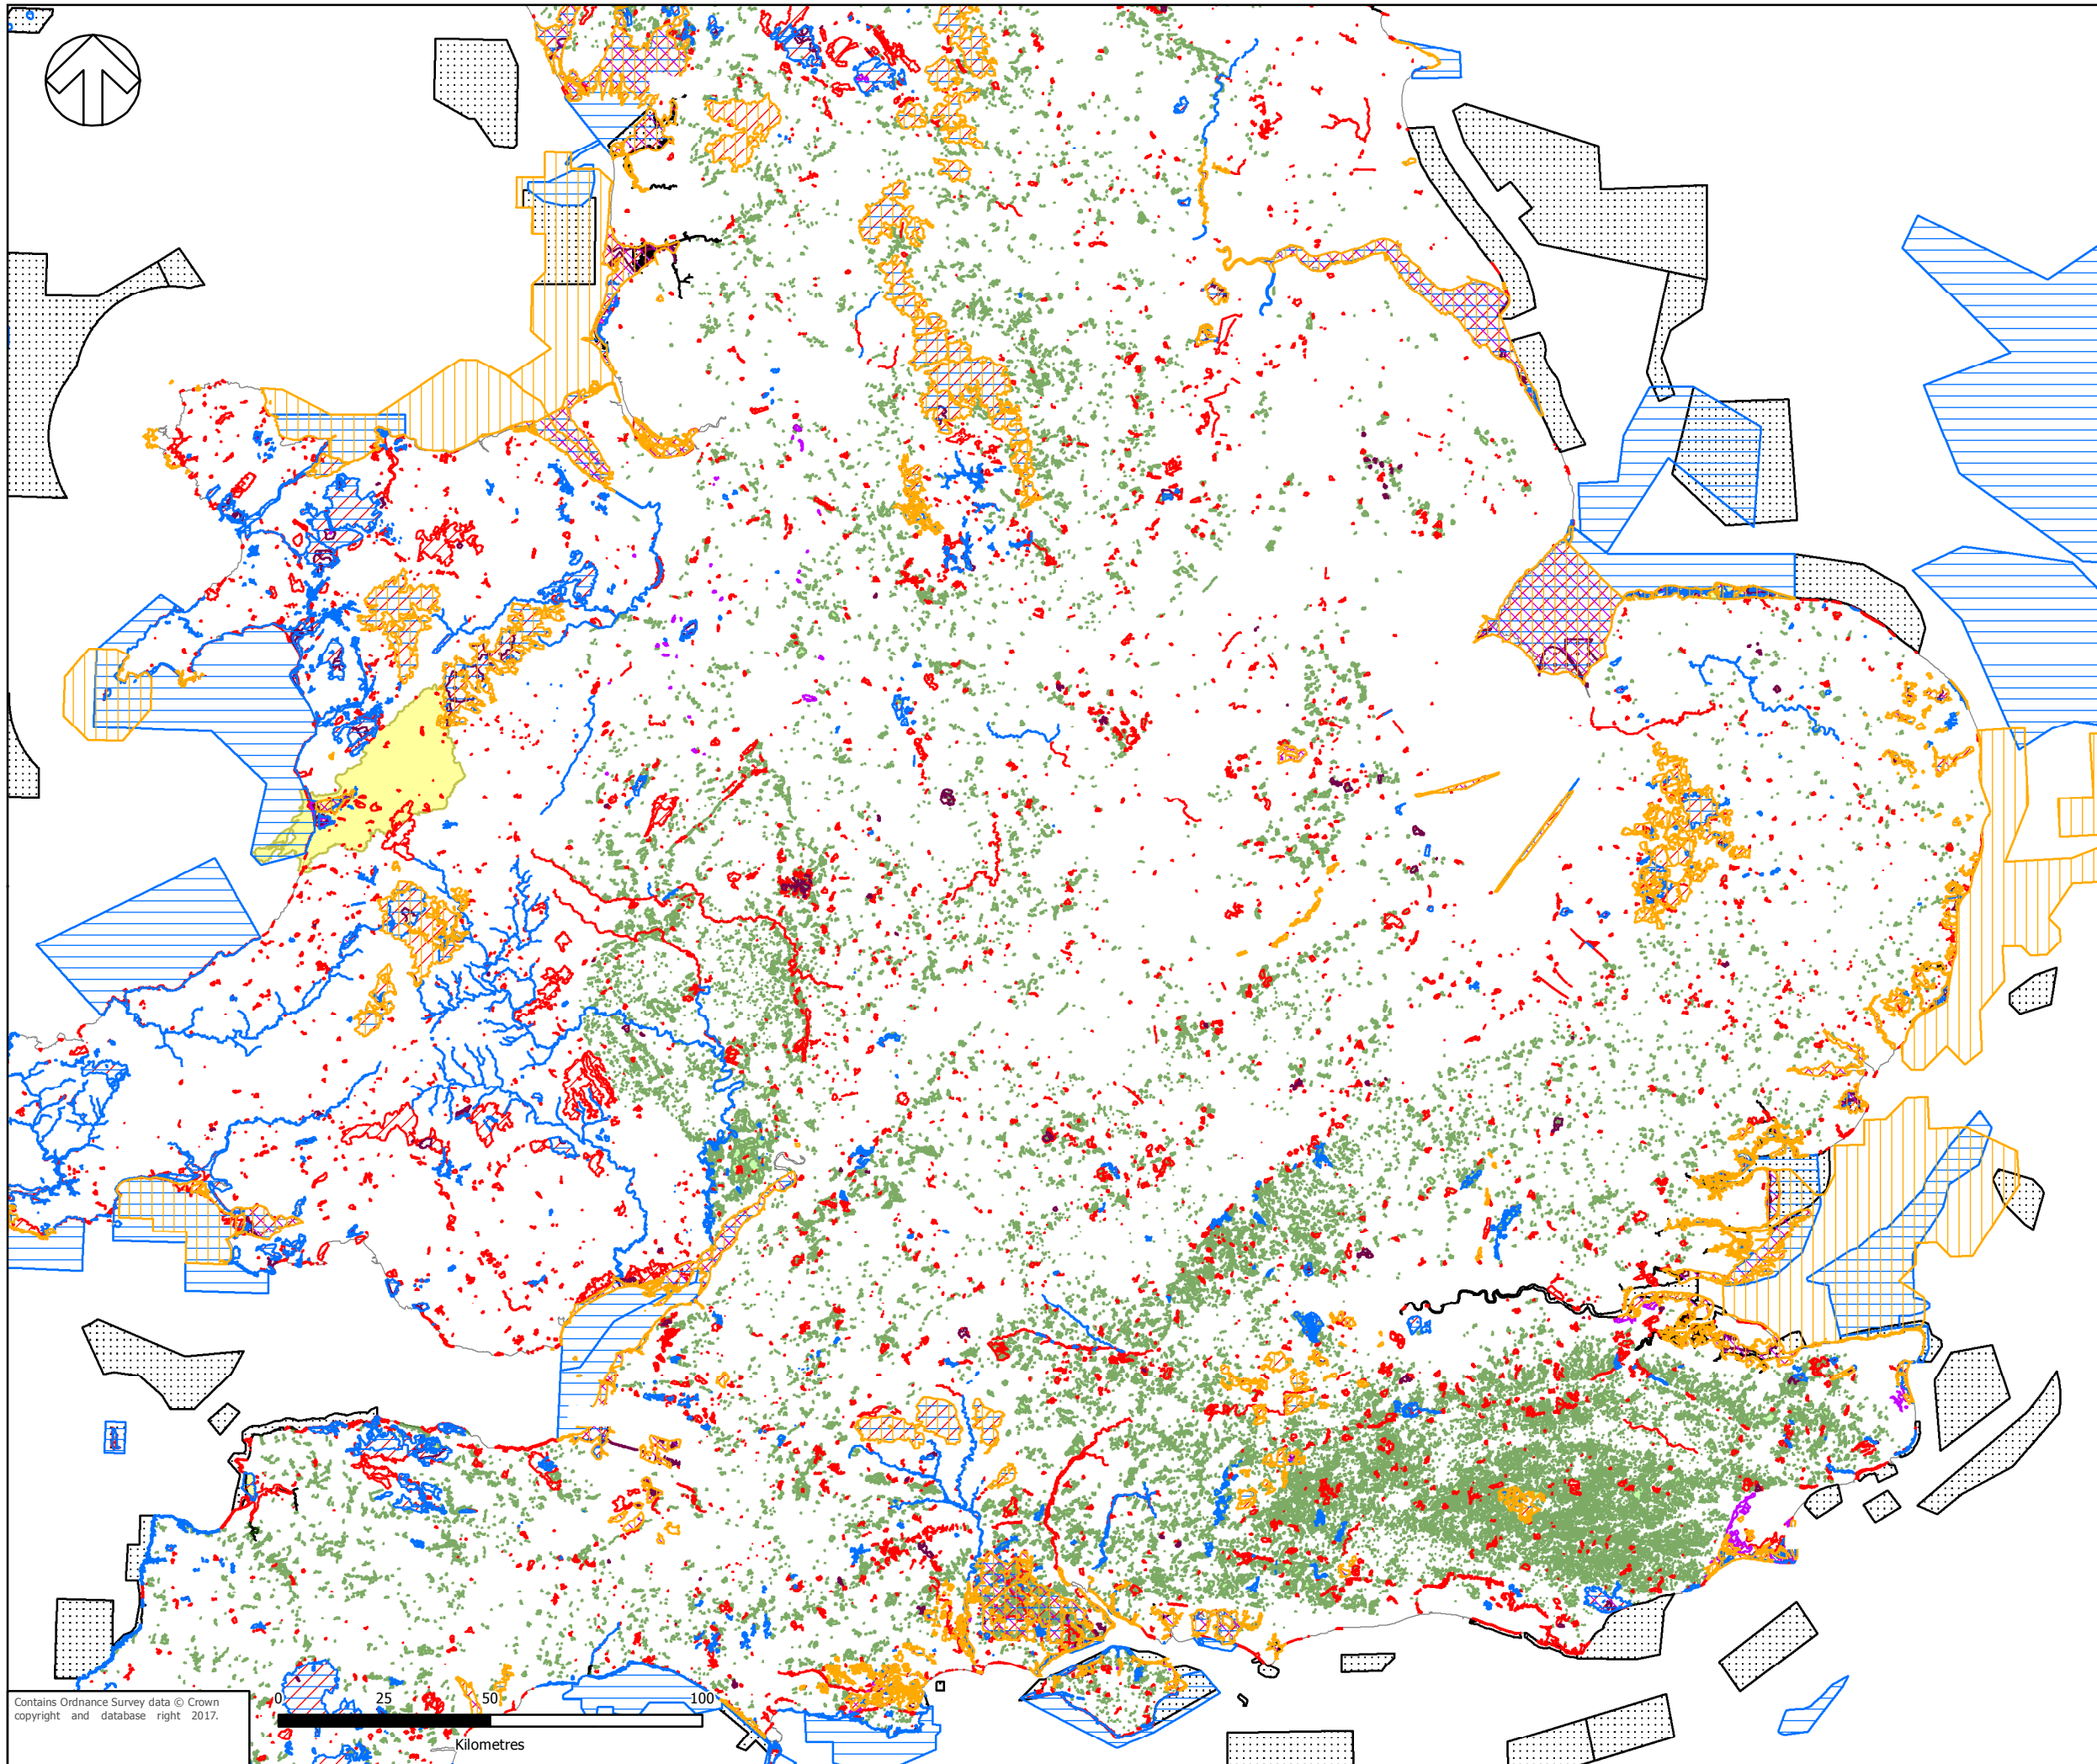 Contains Ordnance Survey data © Crown
copyright and database right 2017.
0 25 50 100
Kilometres